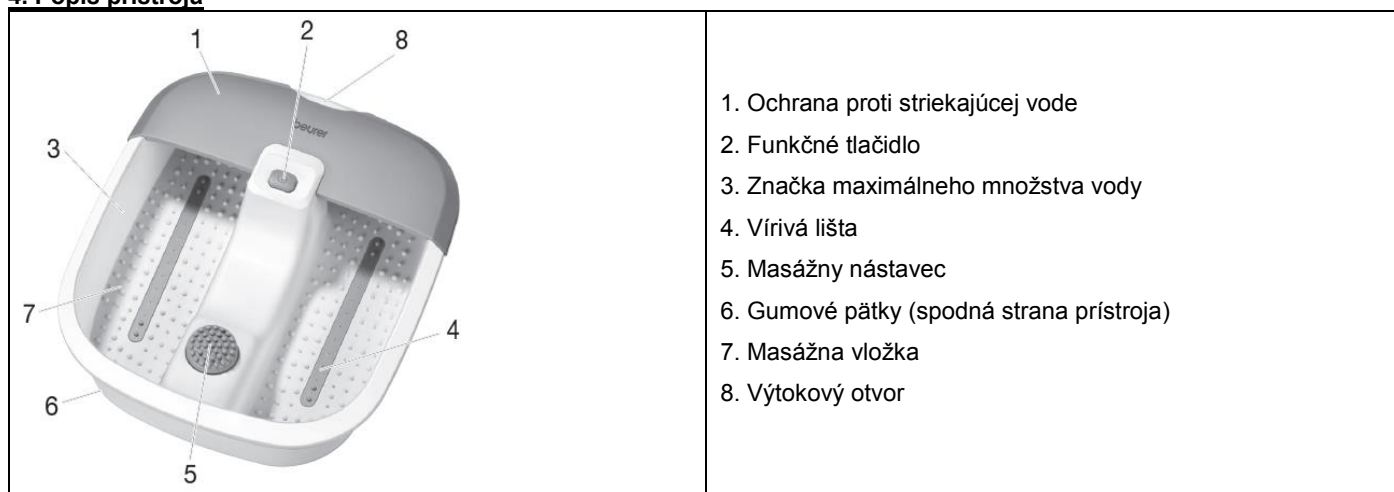 4. Popis prístroja
1
2
8
beurer
3
7
4
6
5
1. Ochrana proti striekajúcej vode
2. Funkčné tlačidlo
3. Značka maximálneho množstva vody
4. Vírivá lišta
5. Masážny nástavec
6. Gumové pätky (spodná strana prístroja)
7. Masážna vložka
8. Výtokový otvor